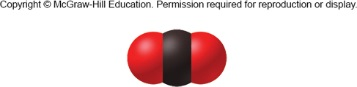 Copyright © McGraw-Hill Education. Permission required for reproduction or display.